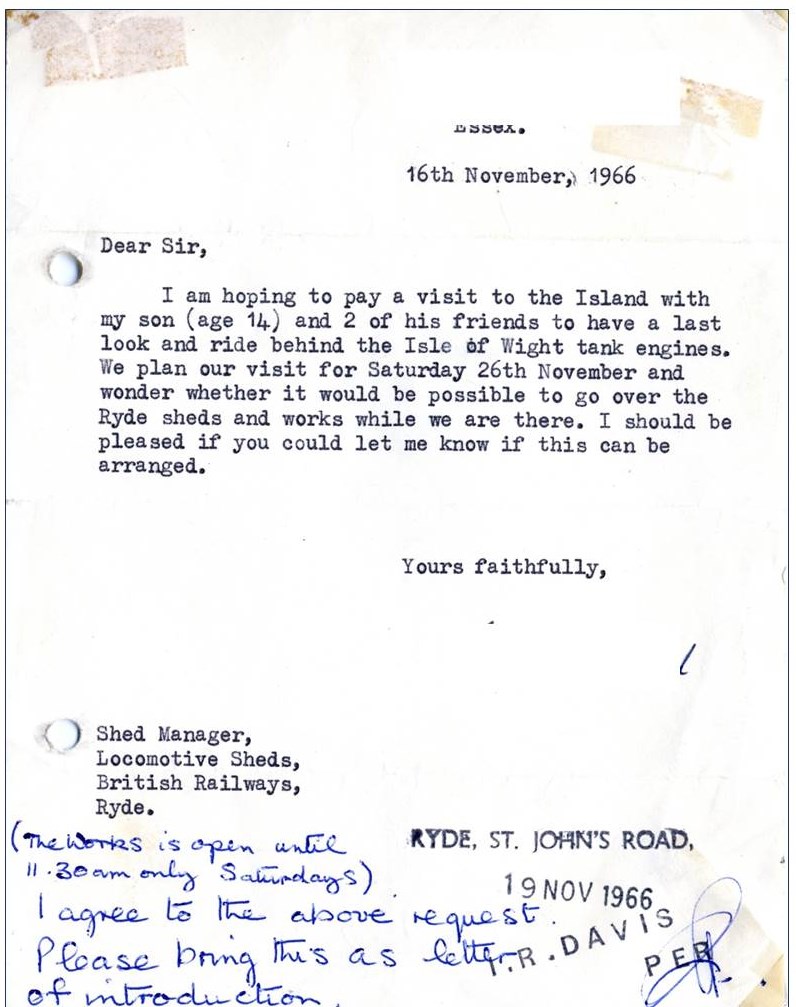 Essex.
16th November, 1966
Dear Sir,
I am hoping to pay a visit to the Island with
my son (age 14) and 2 of his friends to have a last
look and ride behind the Isle of Wight tank engines.
We plan our visit for Saturday 26th November and
wonder whether it would be possible to go over the
Ryde sheds and works while we are there. I should be
pleased if you could let me know if this can be
arranged.
Yours faithfully,
Shed Manager,
Locomotive Sheds,
British Railways,
Ryde.
(The Works is open until
11.30am only Saturdays)
RYDE, ST. JOHN'S ROAD,
19 NOV 1966
I agree to the above request.
Please bring this as letter
of introduction.
R. DAVIS
PER